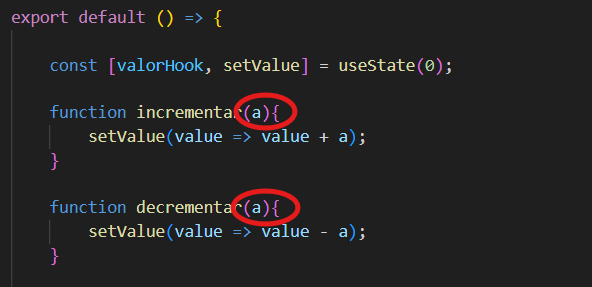 export default () => {
const [valorHook, setValue] = useState(0);
function incrementar(a){
setValue(value => value + a);
}
function decrementar(a){
setValue(value => value - a);
}